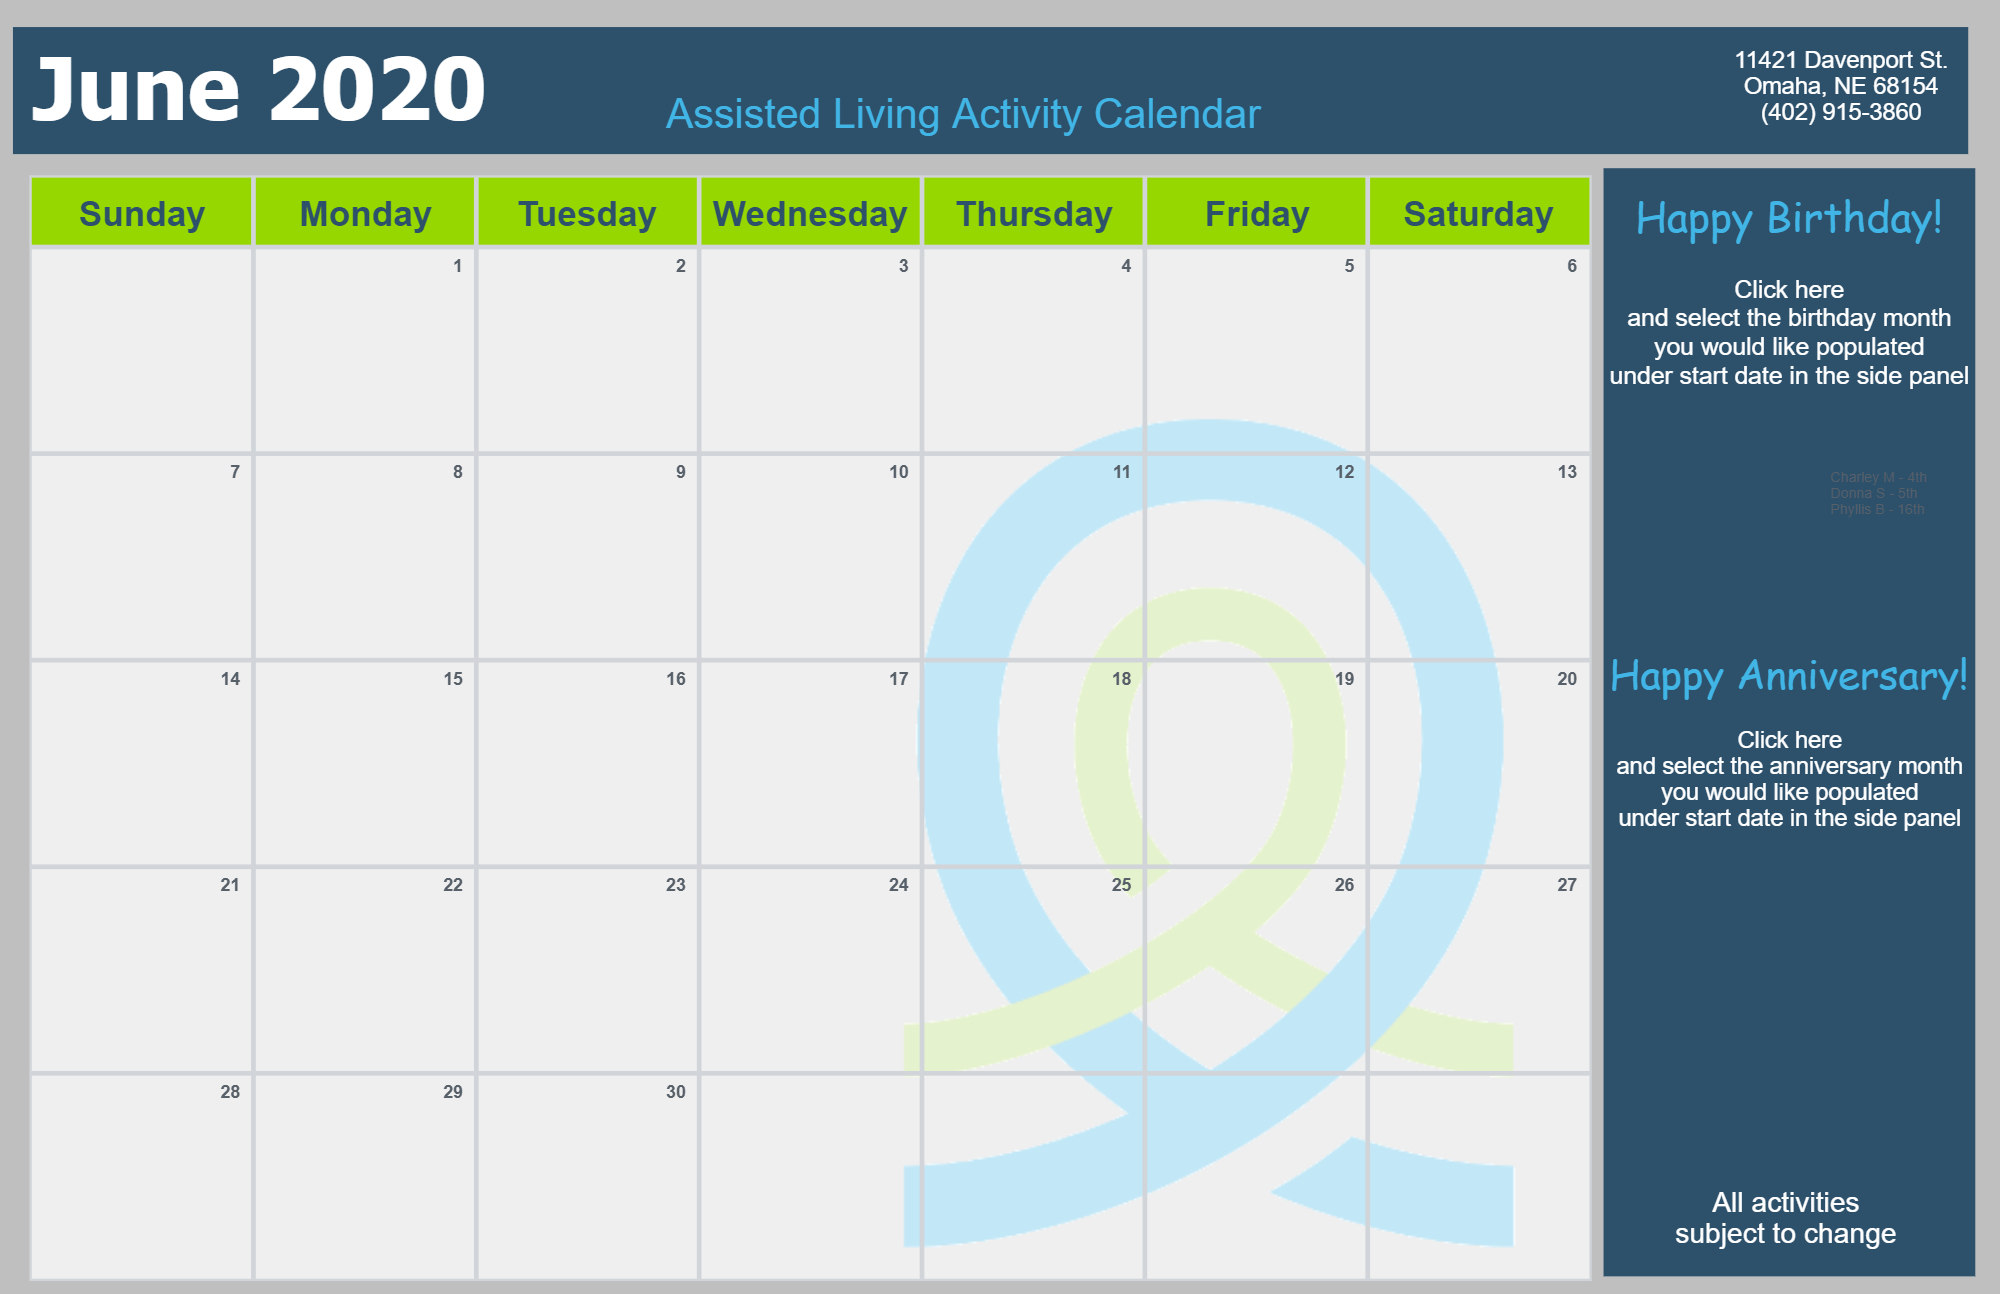 June 2020
Assisted Living Activity Calendar
11421 Davenport St.
Omaha, NE 68154
(402) 915-3860
Sunday Monday Tuesday Wednesday Thursday Friday Saturday
1 2 3 4 5 6
7 8 9 10 11 12 13
14 15 16 17 18 19 20
21 22 23 24 25 26 27
28 29 30
Happy Birthday!
Click here
and select the birthday month
you would like populated
under start date in the side panel
Charley M - 4th
Donna S - 5th
Phyllis B - 16th
Happy Anniversary!
Click here
and select the anniversary month
you would like populated
under start date in the side panel
All activities
subject to change